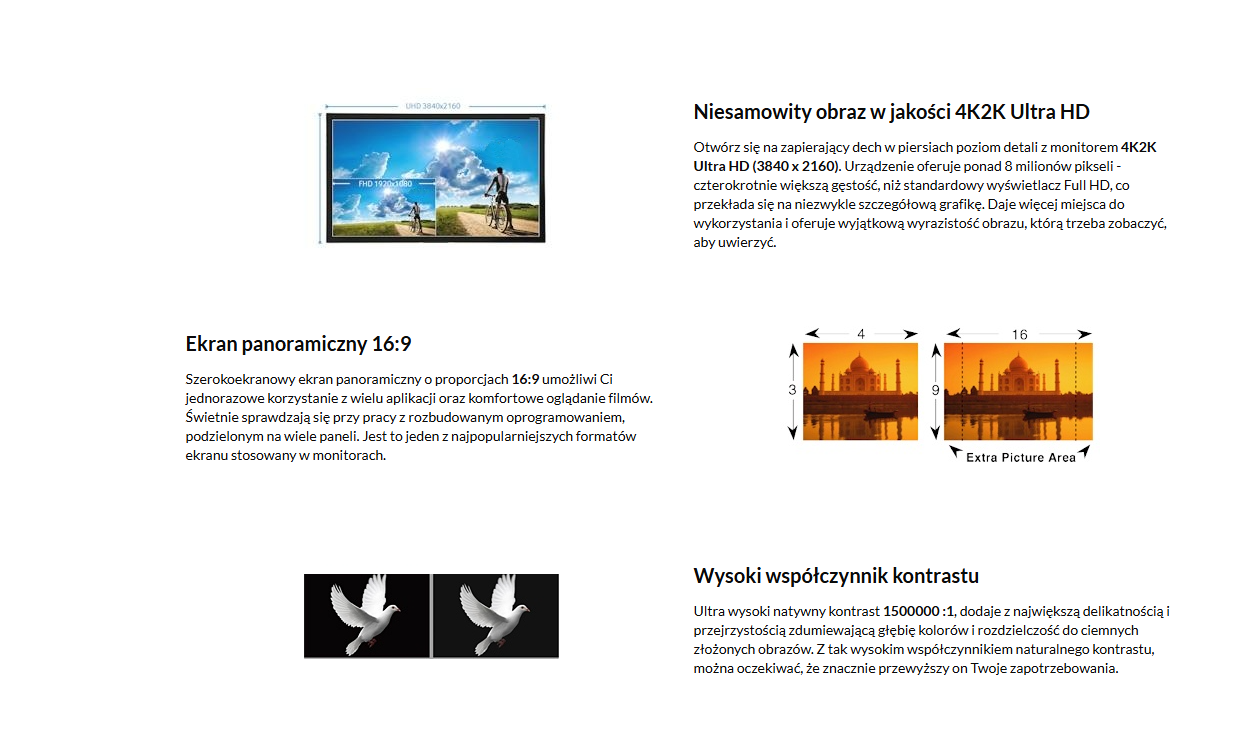 UHD 3840x2160
FHD 1920x1080
Niesamowity obraz w jakości 4K2K Ultra HD
Otwórz się na zapierający dech w piersiach poziom detali z monitorem 4K2K
Ultra HD (3840 x 2160). Urządzenie oferuje ponad 8 milionów pikseli -
czterokrotnie większą gęstość, niż standardowy wyświetlacz Full HD, co
przekłada się na niezwykle szczegółową grafikę. Daje więcej miejsca do
wykorzystania i oferuje wyjątkową wyrazistość obrazu, którą trzeba zobaczyć,
aby uwierzyć.
Ekran panoramiczny 16:9
Szerokoekranowy ekran panoramiczny o proporcjach 16:9 umożliwi Ci
jednorazowe korzystanie z wielu aplikacji oraz komfortowe oglądanie filmów.
Świetnie sprawdzają się przy pracy z rozbudowanym oprogramowaniem,
podzielonym na wiele paneli. Jest to jeden z najpopularniejszych formatów
ekranu stosowany w monitorach.
4
16
3
9
Extra Picture Area
Wysoki współczynnik kontrastu
Ultra wysoki natywny kontrast 1500000 :1, dodaje z największą delikatnością i
przejrzystością zdumiewającą głębię kolorów i rozdzielczość do ciemnych
złożonych obrazów. Z tak wysokim współczynnikiem naturalnego kontrastu,
można oczekiwać, że znacznie przewyższy on Twoje zapotrzebowania.